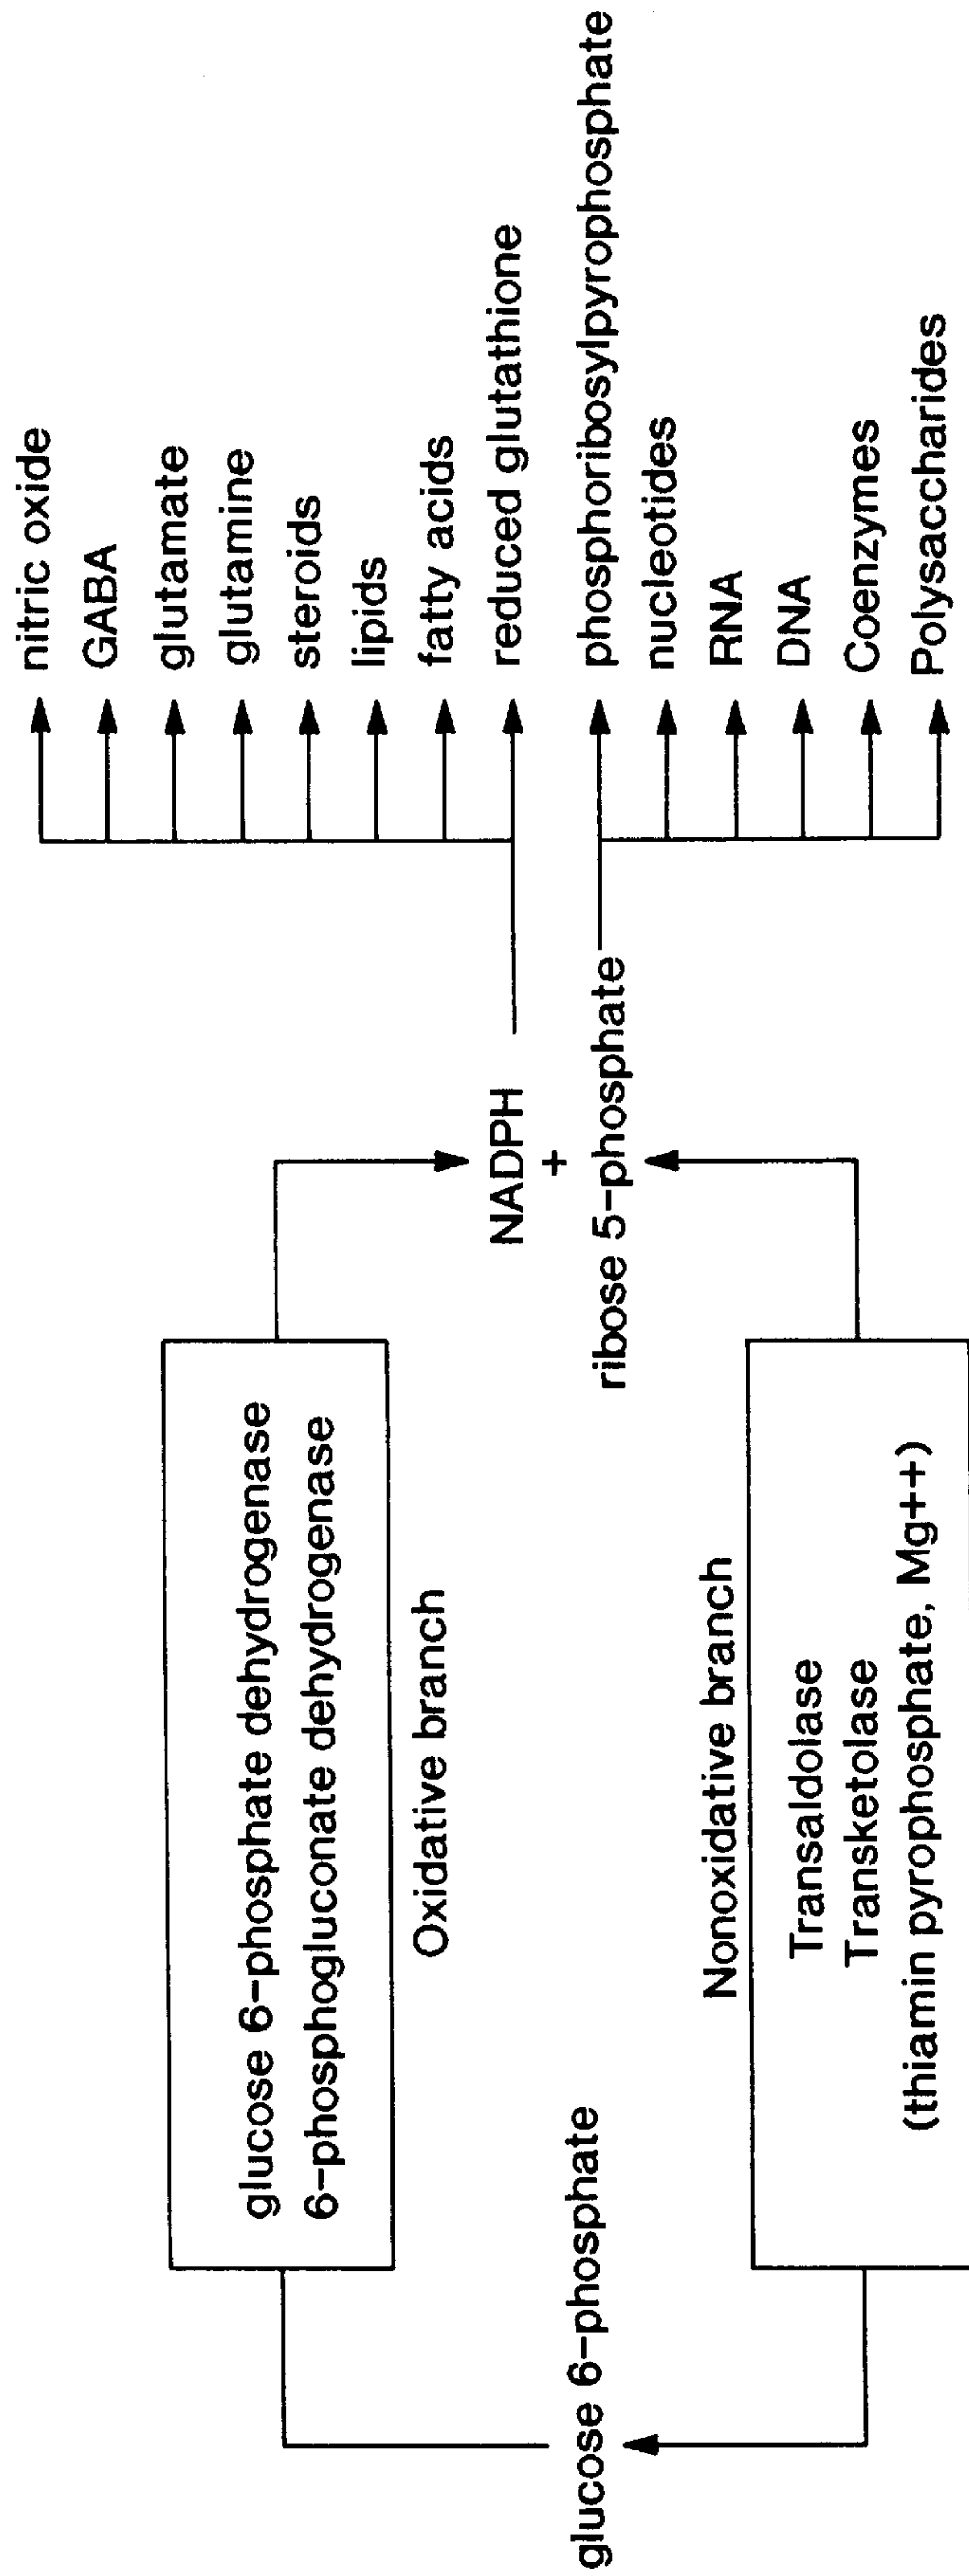 glucose 6-phosphate
glucose 6-phosphate dehydrogenase
6-phosphogluconate dehydrogenase
Oxidative branch
Nonoxidative branch
Transaldolase
Transketolase
(thiamin pyrophosphate, Mg++)
NADPH
+
ribose 5-phosphate
nitric oxide
GABA
glutamate
glutamine
steroids
lipids
fatty acids
reduced glutathione
phosphoribosylpyrophosphate
nucleotides
RNA
DNA
Coenzymes
Polysaccharides